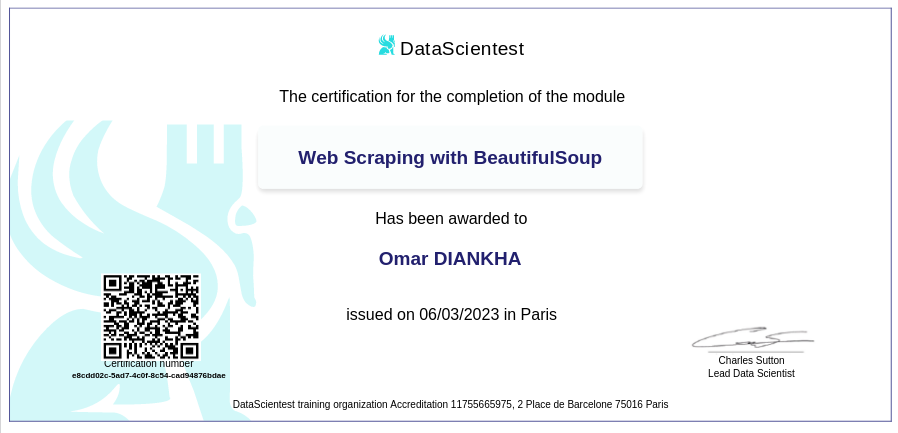 DataScientest
The certification for the completion of the module
Web Scraping with BeautifulSoup
Has been awarded to
Omar DIANKHA
issued on 06/03/2023 in Paris
Certification number
e8cdd02c-5ad7-4c0f-8c54-cad94876bdae
Charles Sutton
Lead Data Scientist
DataScientest training organization Accreditation 11755665975, 2 Place de Barcelone 75016 Paris